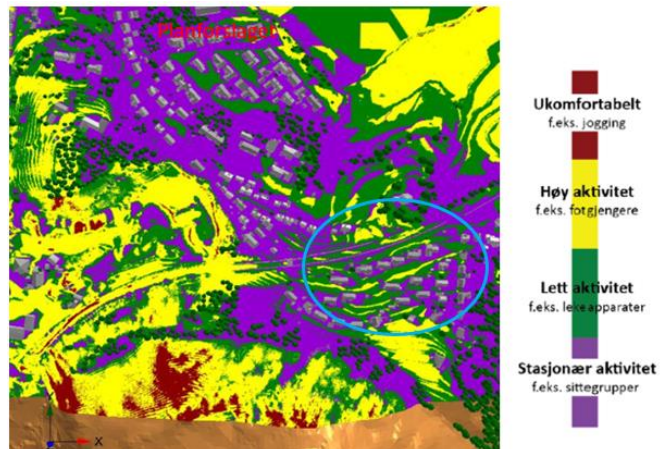 Planforslaget
X
Ukomfortabelt
f.eks. jogging
Høy aktivitet
f.eks. fotgjengere
Lett aktivitet
f.eks. lekeapparater
Stasjonær aktivitet
f.eks. sittegrupper